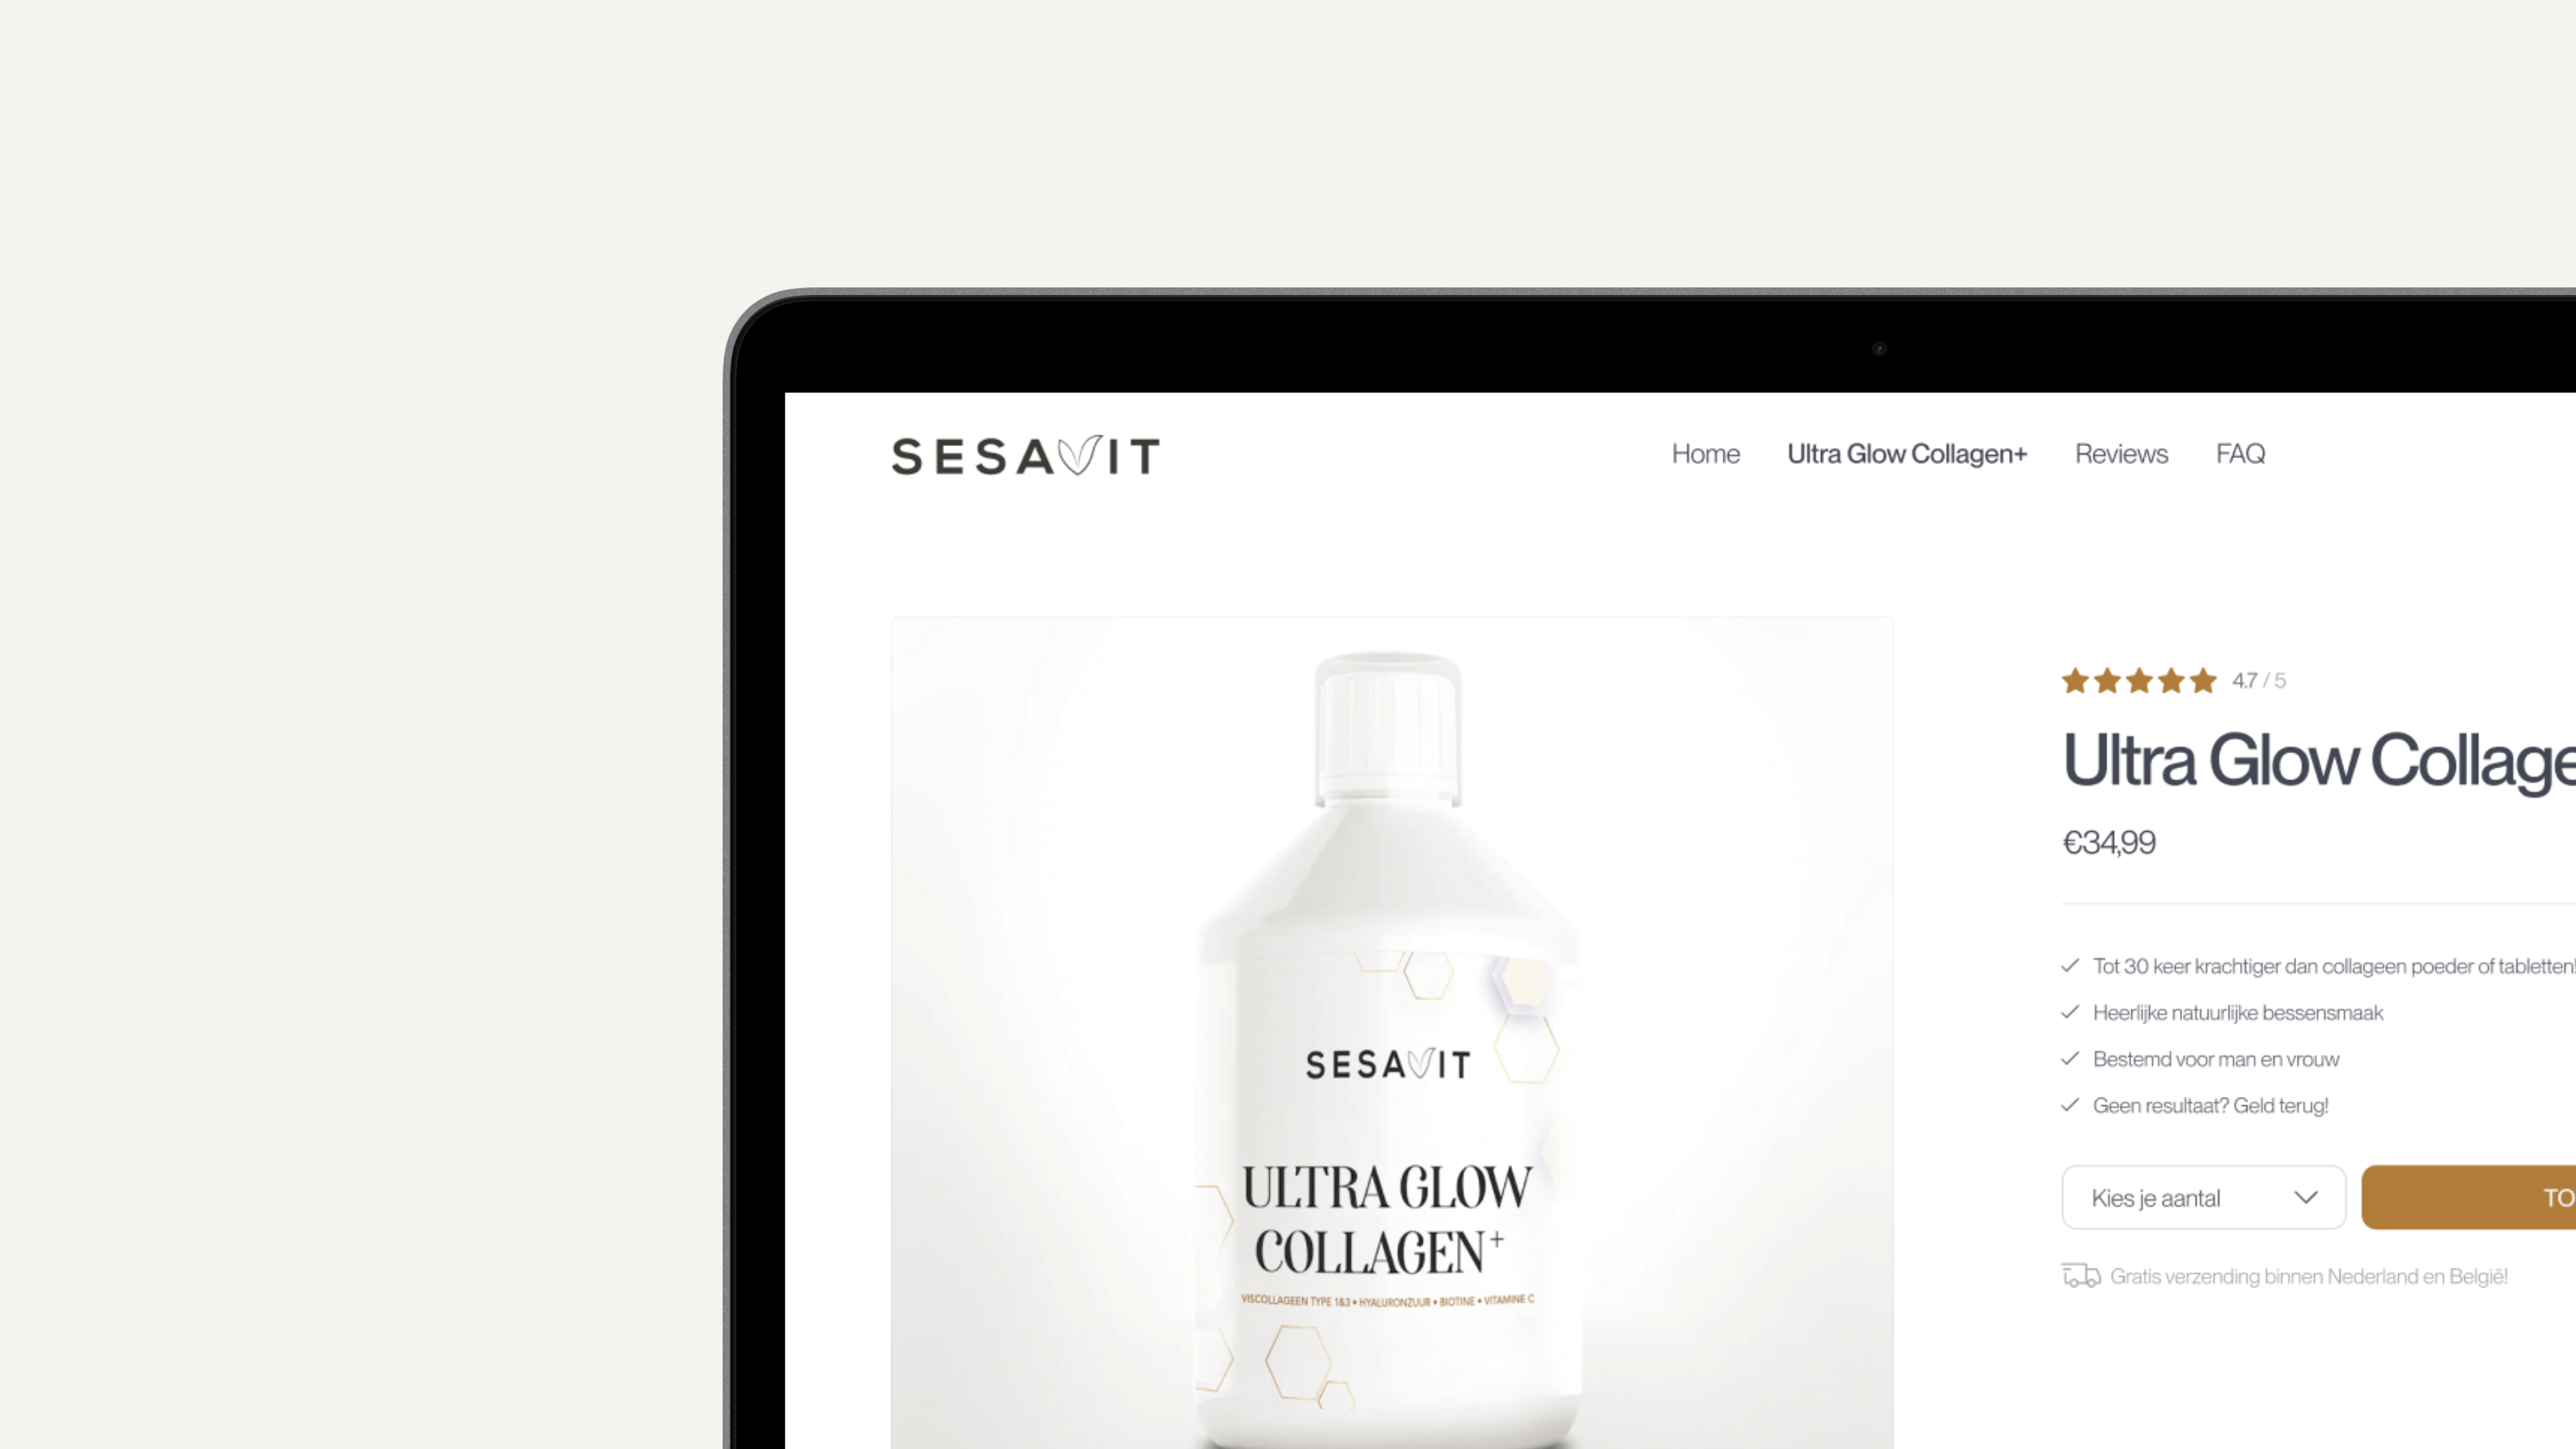 SESAVIT
Home Ultra Glow Collagen+ Reviews FAQ
4.7 / 5
Ultra Glow Collage
€34,99
Tot 30 keer krachtiger dan collageen poeder of tabletten!
Heerlijke natuurlijke bessensmaak
Bestemd voor man en vrouw
Geen resultaat? Geld terug!
Kies je aantal
TO
Gratis verzending binnen Nederland en België!
SESAVIT
ULTRA GLOW
COLLAGEN+
VISCOLLAGEEN TYPE 1&3 • HYALURONZUUR • BIOTINE • VITAMINE C